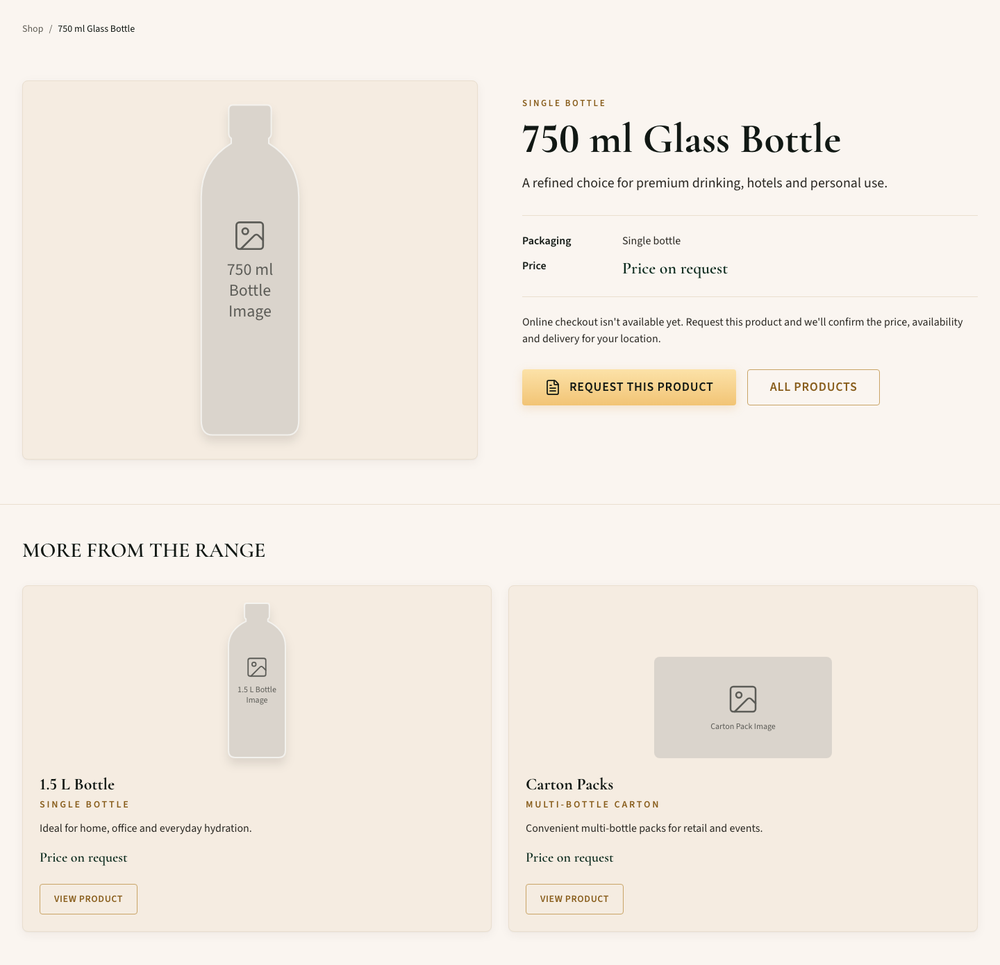 Shop / 750 ml Glass Bottle
750 ml
Bottle
Image
SINGLE BOTTLE
750 ml Glass Bottle
A refined choice for premium drinking, hotels and personal use.
Packaging Single bottle
Price Price on request
Online checkout isn't available yet. Request this product and we'll confirm the price, availability
and delivery for your location.
REQUEST THIS PRODUCT
ALL PRODUCTS
MORE FROM THE RANGE
1.5 L Bottle
Image
1.5 L Bottle
SINGLE BOTTLE
Ideal for home, office and everyday hydration.
Price on request
VIEW PRODUCT
Carton Pack Image
Carton Packs
MULTI-BOTTLE CARTON
Convenient multi-bottle packs for retail and events.
Price on request
VIEW PRODUCT